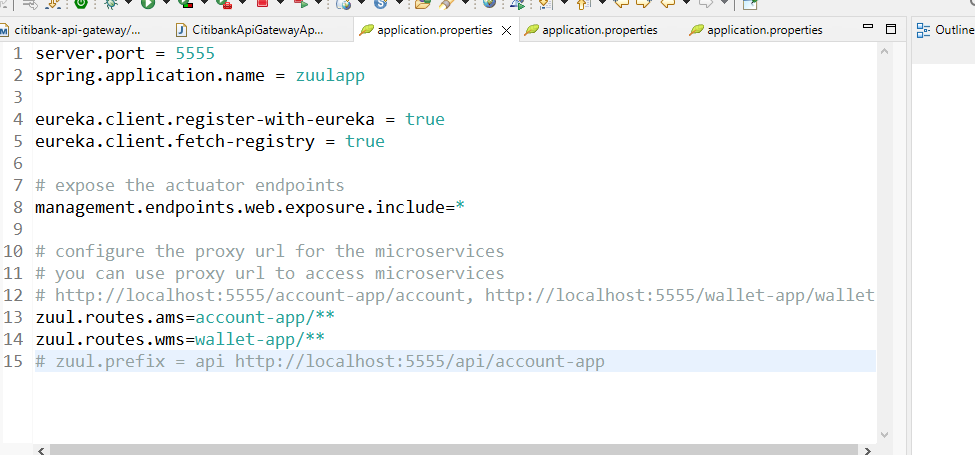 citibank-api-gateway/...
CitibankApiGatewayAp...
application.properties
application.properties
application.properties
Outline
1 server.port = 5555
2 spring.application.name = zuulapp
3
4 eureka.client.register-with-eureka = true
5 eureka.client.fetch-registry = true
6
7 # expose the actuator endpoints
8 management.endpoints.web.exposure.include=*
9
10 # configure the proxy url for the microservices
11 # you can use proxy url to access microservices
12 # http://localhost:5555/account-app/account, http://localhost:5555/wallet-app/wallet
13 zuul.routes.ams=account-app/**
14 zuul.routes.wms=wallet-app/**
15 # zuul.prefix = api http://localhost:5555/api/account-app